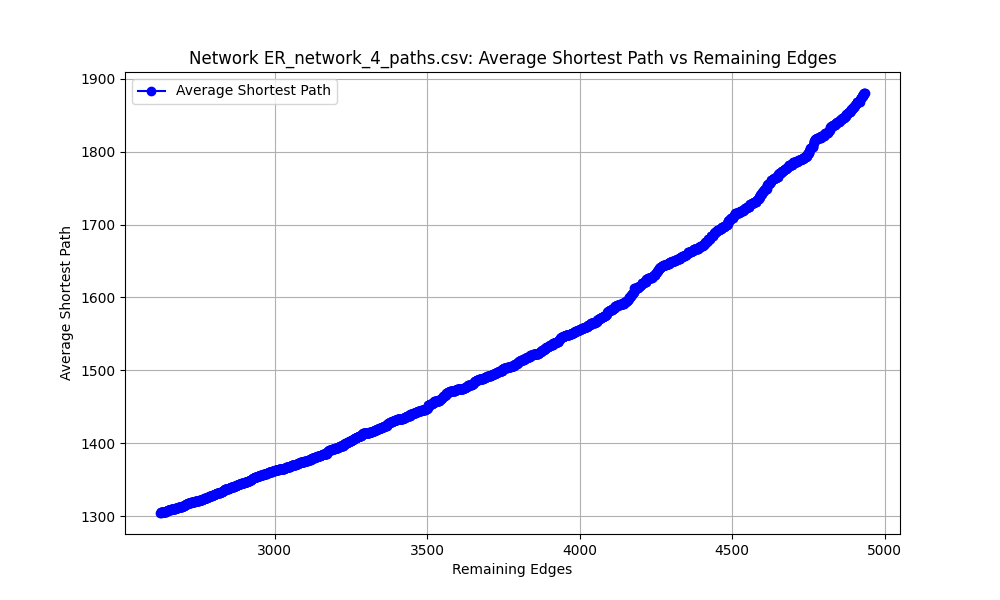 Network ER_network_4_paths.csv: Average Shortest Path vs Remaining Edges
Average Shortest Path
1900
1800
1700
1600
1500
1400
1300
Average Shortest Path
3000 3500 4000 4500 5000
Remaining Edges